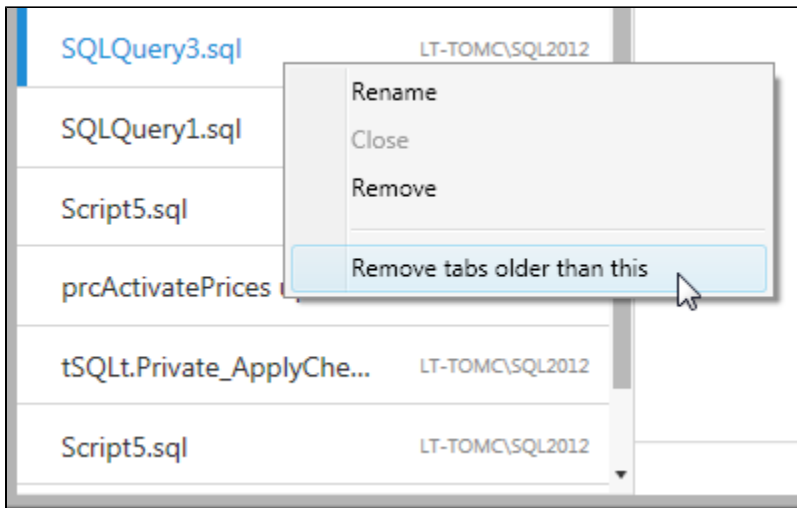 SQLQuery3.sql LT-TOMC\SQL2012
Rename
SQLQuery1.sql
Close
Remove
Script5.sql
Remove tabs older than this
prcActivatePrices
tSQLt.Private_ApplyChe... LT-TOMC\SQL2012
Script5.sql LT-TOMC\SQL2012